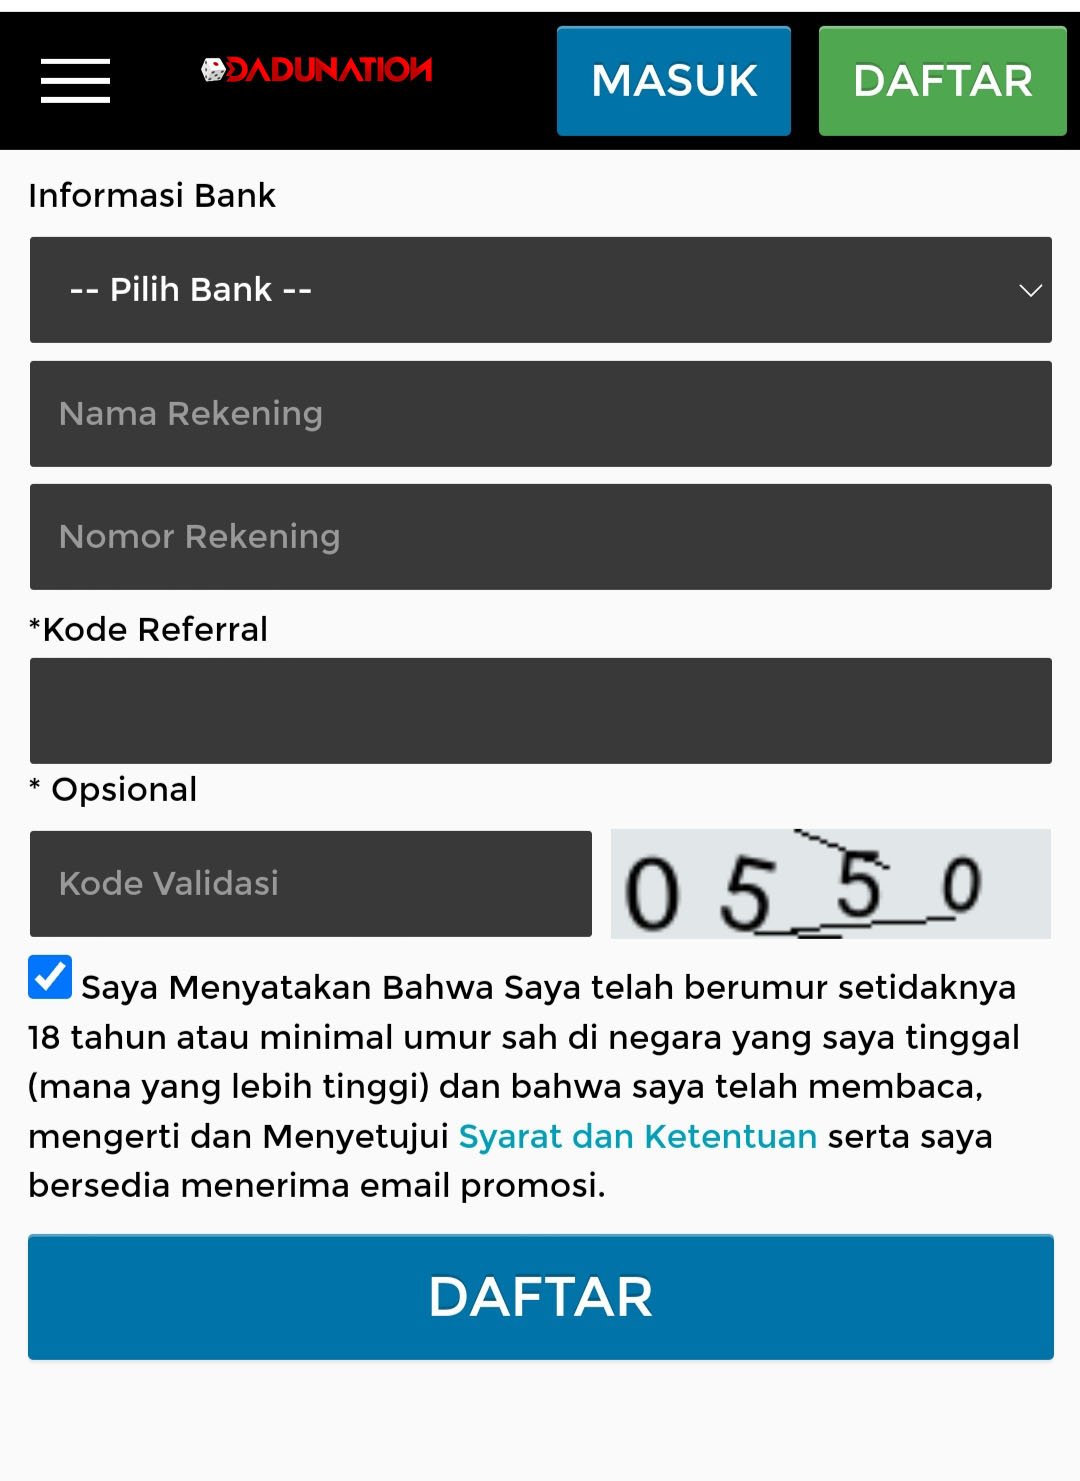 DADUNATION
MASUK
DAFTAR
Informasi Bank
-- Pilih Bank --
Nama Rekening
Nomor Rekening
*Kode Referral
* Opsional
Kode Validasi
0 5 5 0
Saya Menyatakan Bahwa Saya telah berumur setidaknya
18 tahun atau minimal umur sah di negara yang saya tinggal
(mana yang lebih tinggi) dan bahwa saya telah membaca,
mengerti dan Menyetujui Syarat dan Ketentuan serta saya
bersedia menerima email promosi.
DAFTAR